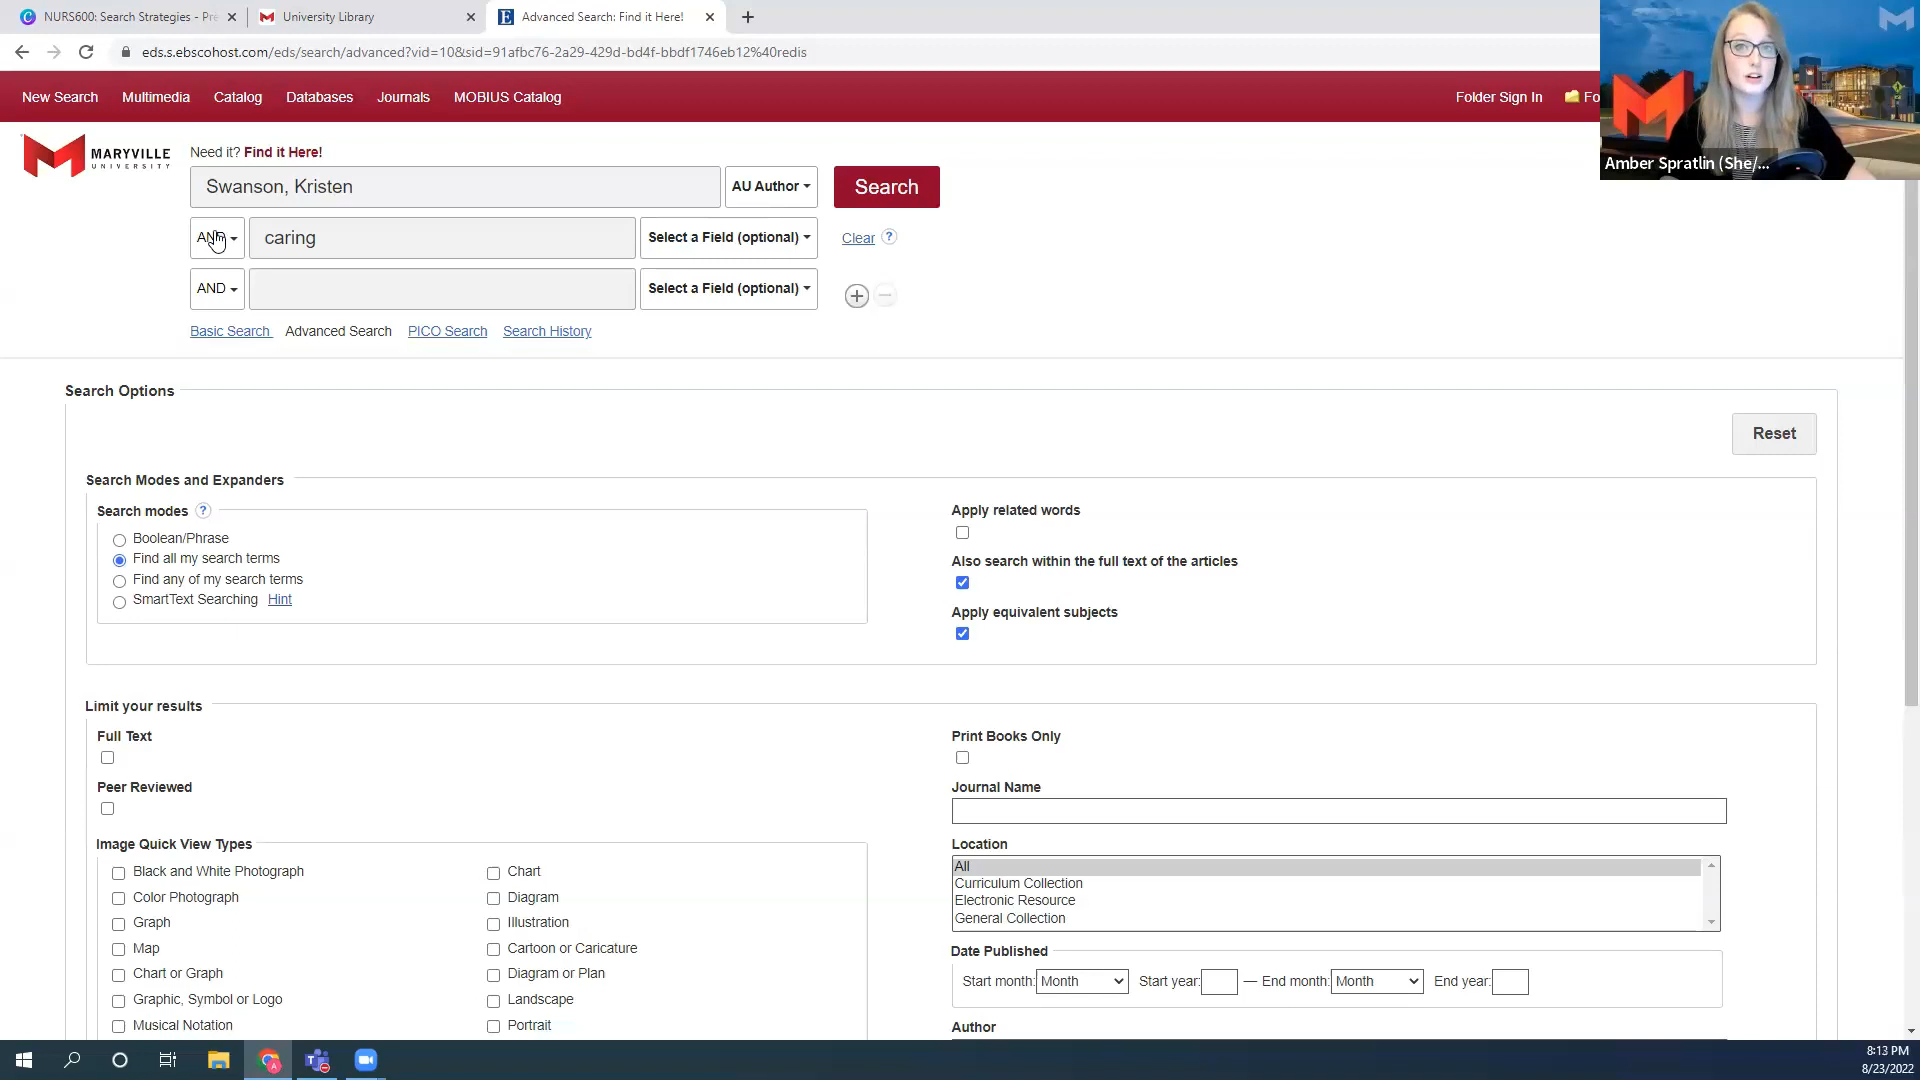 NURS600: Search Strategies - Pre
University Library
Advanced Search: Find it Here!
eds.s.ebscohost.com/eds/search/advanced?vid=10&sid=91afbc76-2a29-429d-bd4f-bbdf1746eb12%40redis
New Search Multimedia Catalog Databases Journals MOBIUS Catalog Folder Sign In Fo
MARYVILLE UNIVERSITY
Need it? Find it Here!
Swanson, Kristen AU Author Search
AND caring Select a Field (optional) Clear ?
AND Select a Field (optional)
Basic Search Advanced Search PICO Search Search History
Amber Spratlin (She/...
Search Options
Reset
Search Modes and Expanders
Search modes ?
Boolean/Phrase
Find all my search terms
Find any of my search terms
SmartText Searching Hint
Apply related words
Also search within the full text of the articles
Apply equivalent subjects
Limit your results
Full Text
Peer Reviewed
Image Quick View Types
Black and White Photograph
Color Photograph
Graph
Map
Chart or Graph
Graphic, Symbol or Logo
Musical Notation
Chart
Diagram
Illustration
Cartoon or Caricature
Diagram or Plan
Landscape
Portrait
Print Books Only
Journal Name
Location
All
Curriculum Collection
Electronic Resource
General Collection
Date Published
Start month: Month Start year: — End month: Month End year:
Author
8:13 PM
8/23/2022